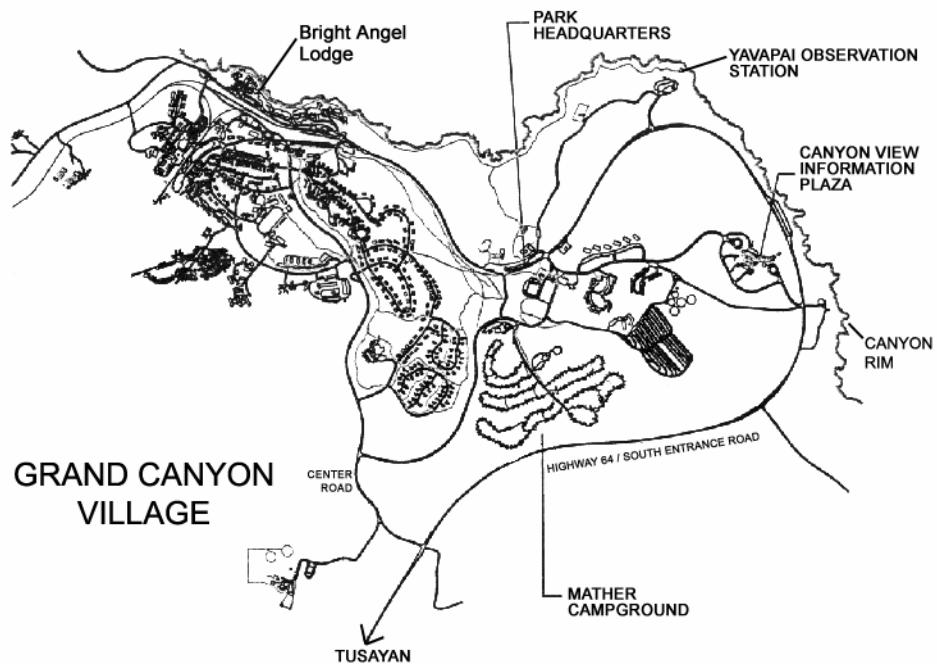 PARK
HEADQUARTERS
Bright Angel
Lodge
YAVAPAI OBSERVATION
STATION
CANYON VIEW
INFORMATION
PLAZA
CANYON
RIM
HIGHWAY 64 / SOUTH ENTRANCE ROAD
CENTER
ROAD
GRAND CANYON
VILLAGE
MATHER
CAMPGROUND
TUSAYAN